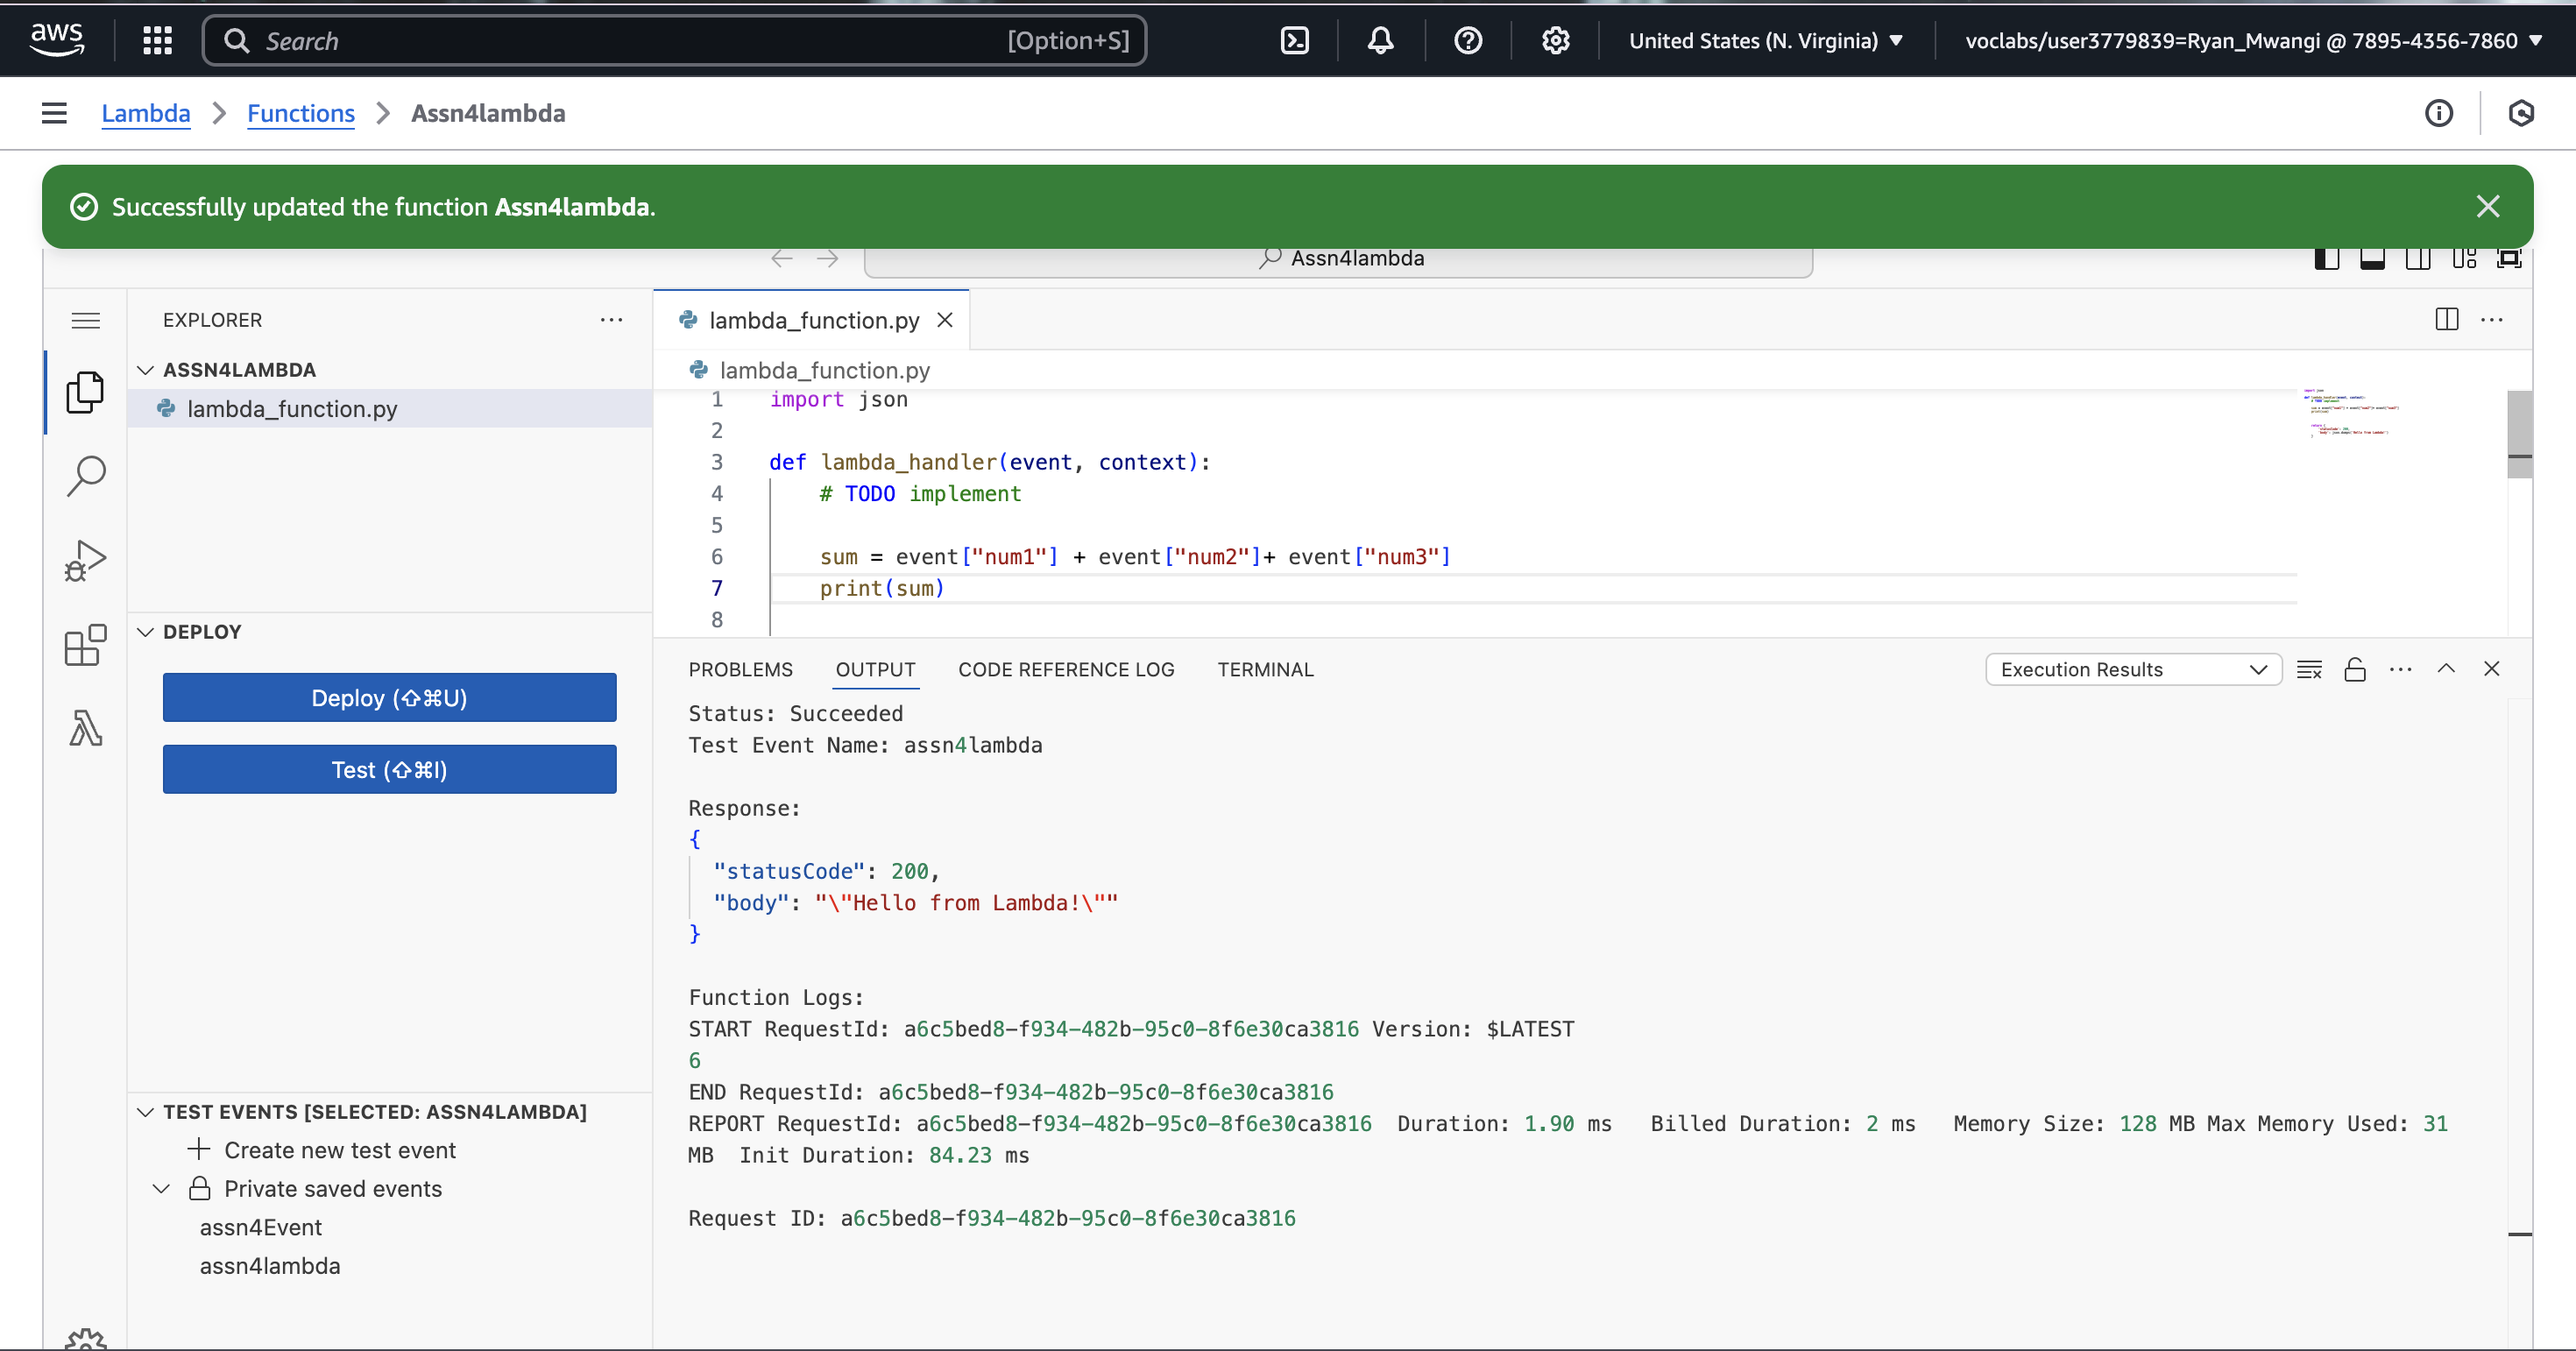 aws
Search [Option+S]
United States (N. Virginia)
voclabs/user3779839=Ryan_Mwangi @ 7895-4356-7860
Lambda
Functions
Assn4lambda
Successfully updated the function Assn4lambda.
Assn4lambda
EXPLORER
ASSN4LAMBDA
lambda_function.py
DEPLOY
Deploy (⇧⌘U)
Test (⇧⌘I)
TEST EVENTS [SELECTED: ASSN4LAMBDA]
Create new test event
Private saved events
assn4Event
assn4lambda
lambda_function.py
lambda_function.py
1 import json
2
3 def lambda_handler(event, context):
4 # TODO implement
5
6 sum = event["num1"] + event["num2"]+ event["num3"]
7 print(sum)
8
PROBLEMS OUTPUT CODE REFERENCE LOG TERMINAL
Execution Results
Status: Succeeded
Test Event Name: assn4lambda
Response:
{
"statusCode": 200,
"body": "\"Hello from Lambda!\""
}
Function Logs:
START RequestId: a6c5bed8-f934-482b-95c0-8f6e30ca3816 Version: $LATEST
6
END RequestId: a6c5bed8-f934-482b-95c0-8f6e30ca3816
REPORT RequestId: a6c5bed8-f934-482b-95c0-8f6e30ca3816 Duration: 1.90 ms Billed Duration: 2 ms Memory Size: 128 MB Max Memory Used: 31
MB Init Duration: 84.23 ms
Request ID: a6c5bed8-f934-482b-95c0-8f6e30ca3816